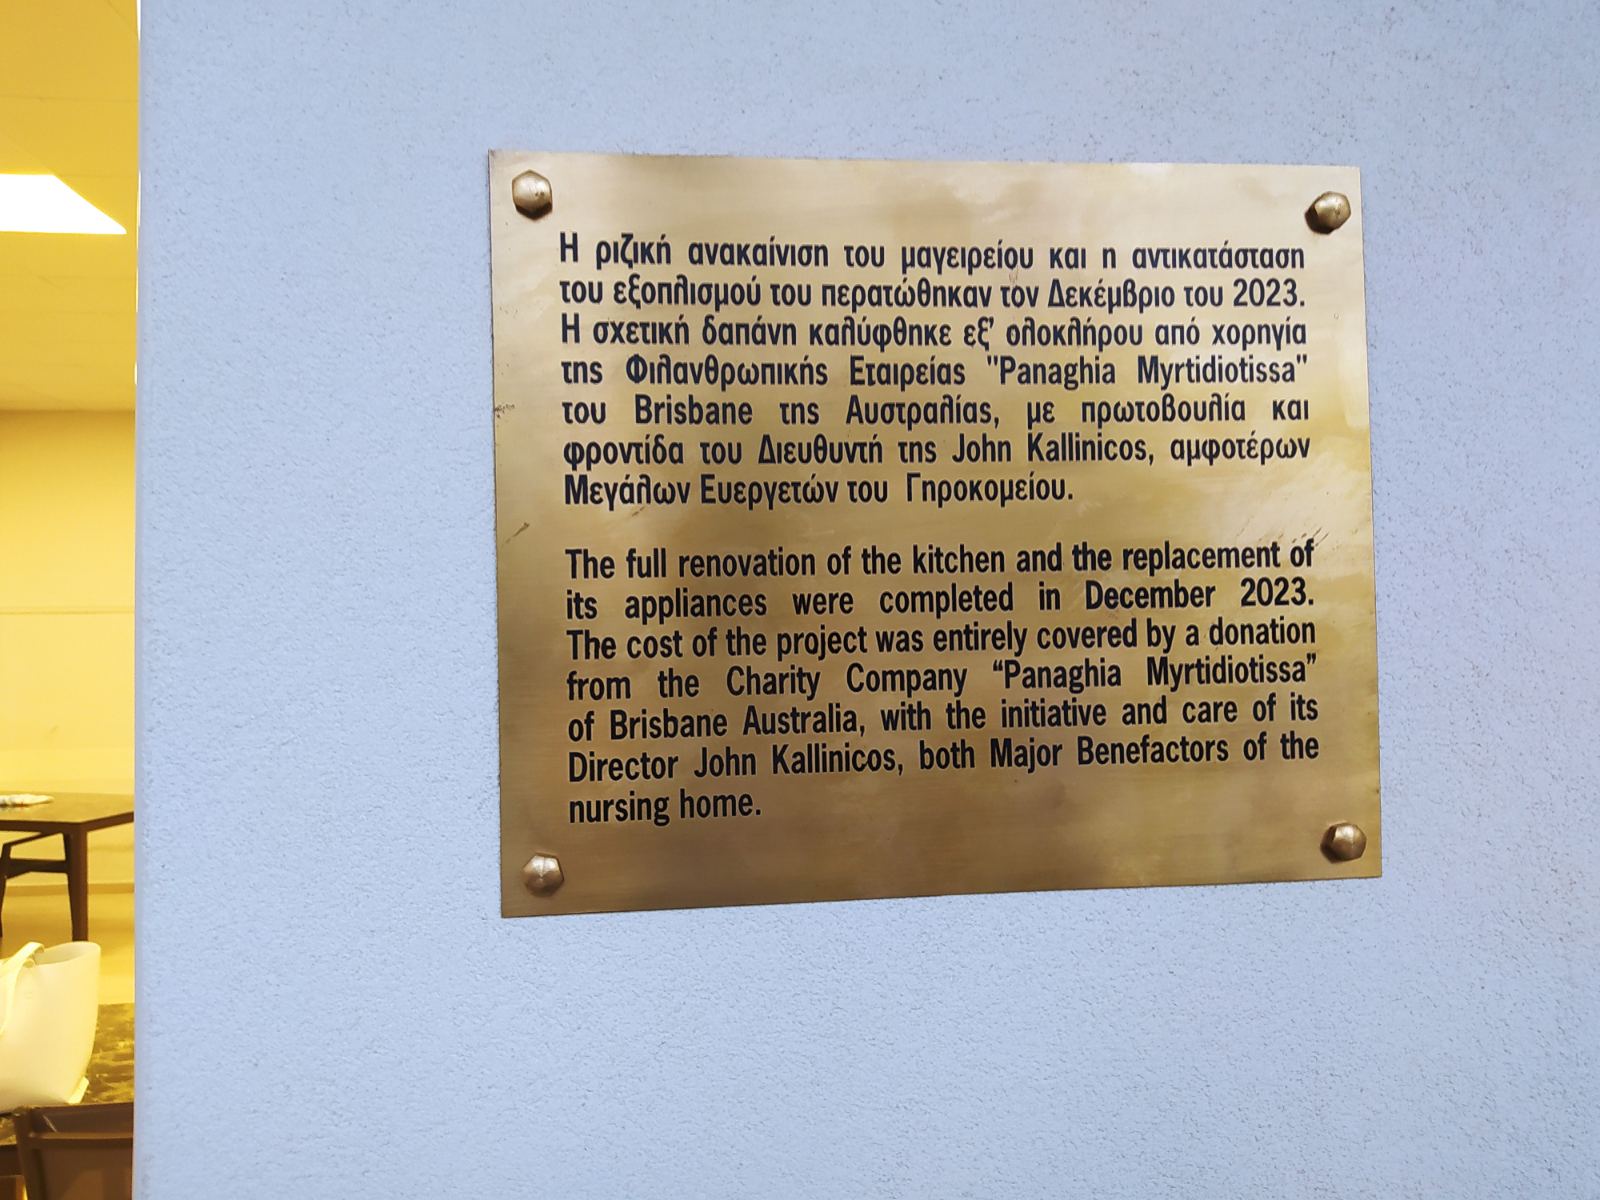 Η ριζική ανακαίνιση του μαγειρείου και η αντικατάσταση
του εξοπλισμού του περατώθηκαν τον Δεκέμβριο του 2023.
Η σχετική δαπάνη καλύφθηκε εξ’ ολοκλήρου από χορηγία
της Φιλανθρωπικής Εταιρείας "Panaghia Myrtidiotissa"
του Brisbane της Αυστραλίας, με πρωτοβουλία και
φροντίδα του Διευθυντή της John Kallinicos, αμφοτέρων
Μεγάλων Ευεργετών του Γηροκομείου.
The full renovation of the kitchen and the replacement of
its appliances were completed in December 2023.
The cost of the project was entirely covered by a donation
from the Charity Company “Panaghia Myrtidiotissa”
of Brisbane Australia, with the initiative and care of its
Director John Kallinicos, both Major Benefactors of the
nursing home.